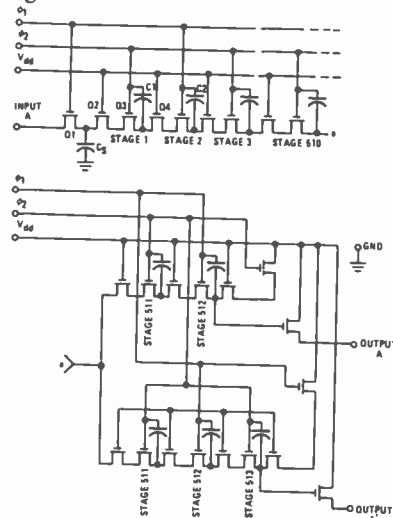 ϕ1
ϕ2
Vdd
INPUT
A
Q1
Q2
Q3
C1
Q4
C2
CS
STAGE 1
STAGE 2
STAGE 3
STAGE 510
a
ϕ1
ϕ2
Vdd
GND
STAGE 511
STAGE 512
OUTPUT
A
a
STAGE 511
STAGE 512
STAGE 513
OUTPUT